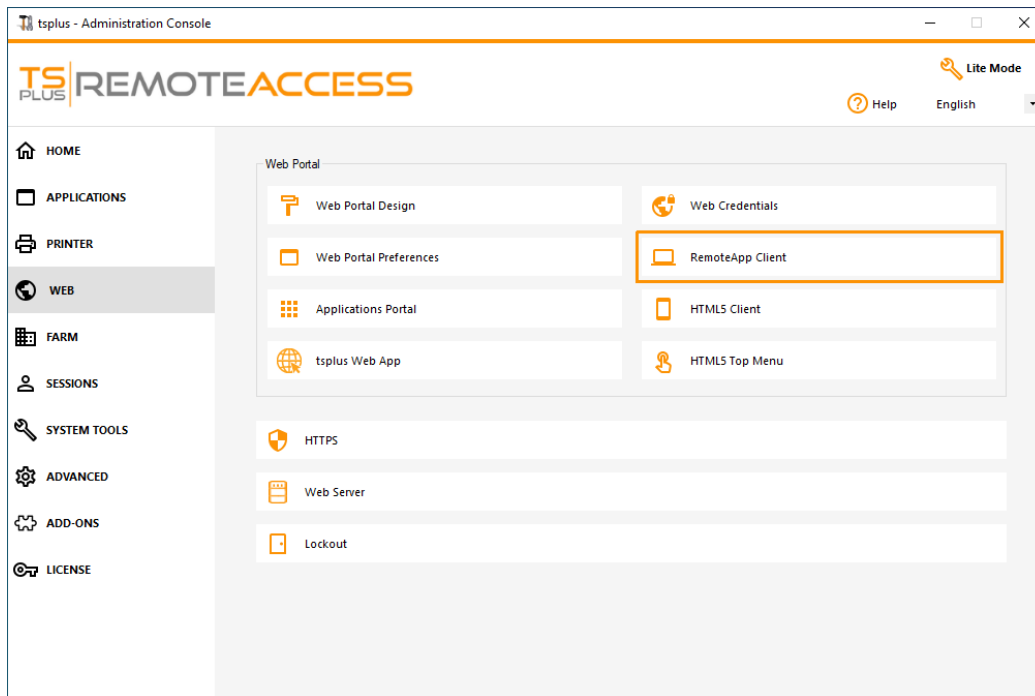 tsplus - Administration Console
TS PLUS REMOTEACCESS
Lite Mode
Help English
HOME
APPLICATIONS
PRINTER
WEB
FARM
SESSIONS
SYSTEM TOOLS
ADVANCED
ADD-ONS
LICENSE
Web Portal
Web Portal Design
Web Credentials
Web Portal Preferences
RemoteApp Client
Applications Portal
HTML5 Client
tsplus Web App
HTML5 Top Menu
HTTPS
Web Server
Lockout